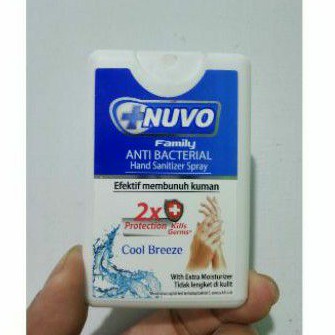 NUVO
Family
ANTI BACTERIAL
Hand Sanitizer Spray
Efektif membunuh kuman
2x
Protection Kills
Germs*
Cool Breeze
With Extra Moisturizer
Tidak lengket di kulit